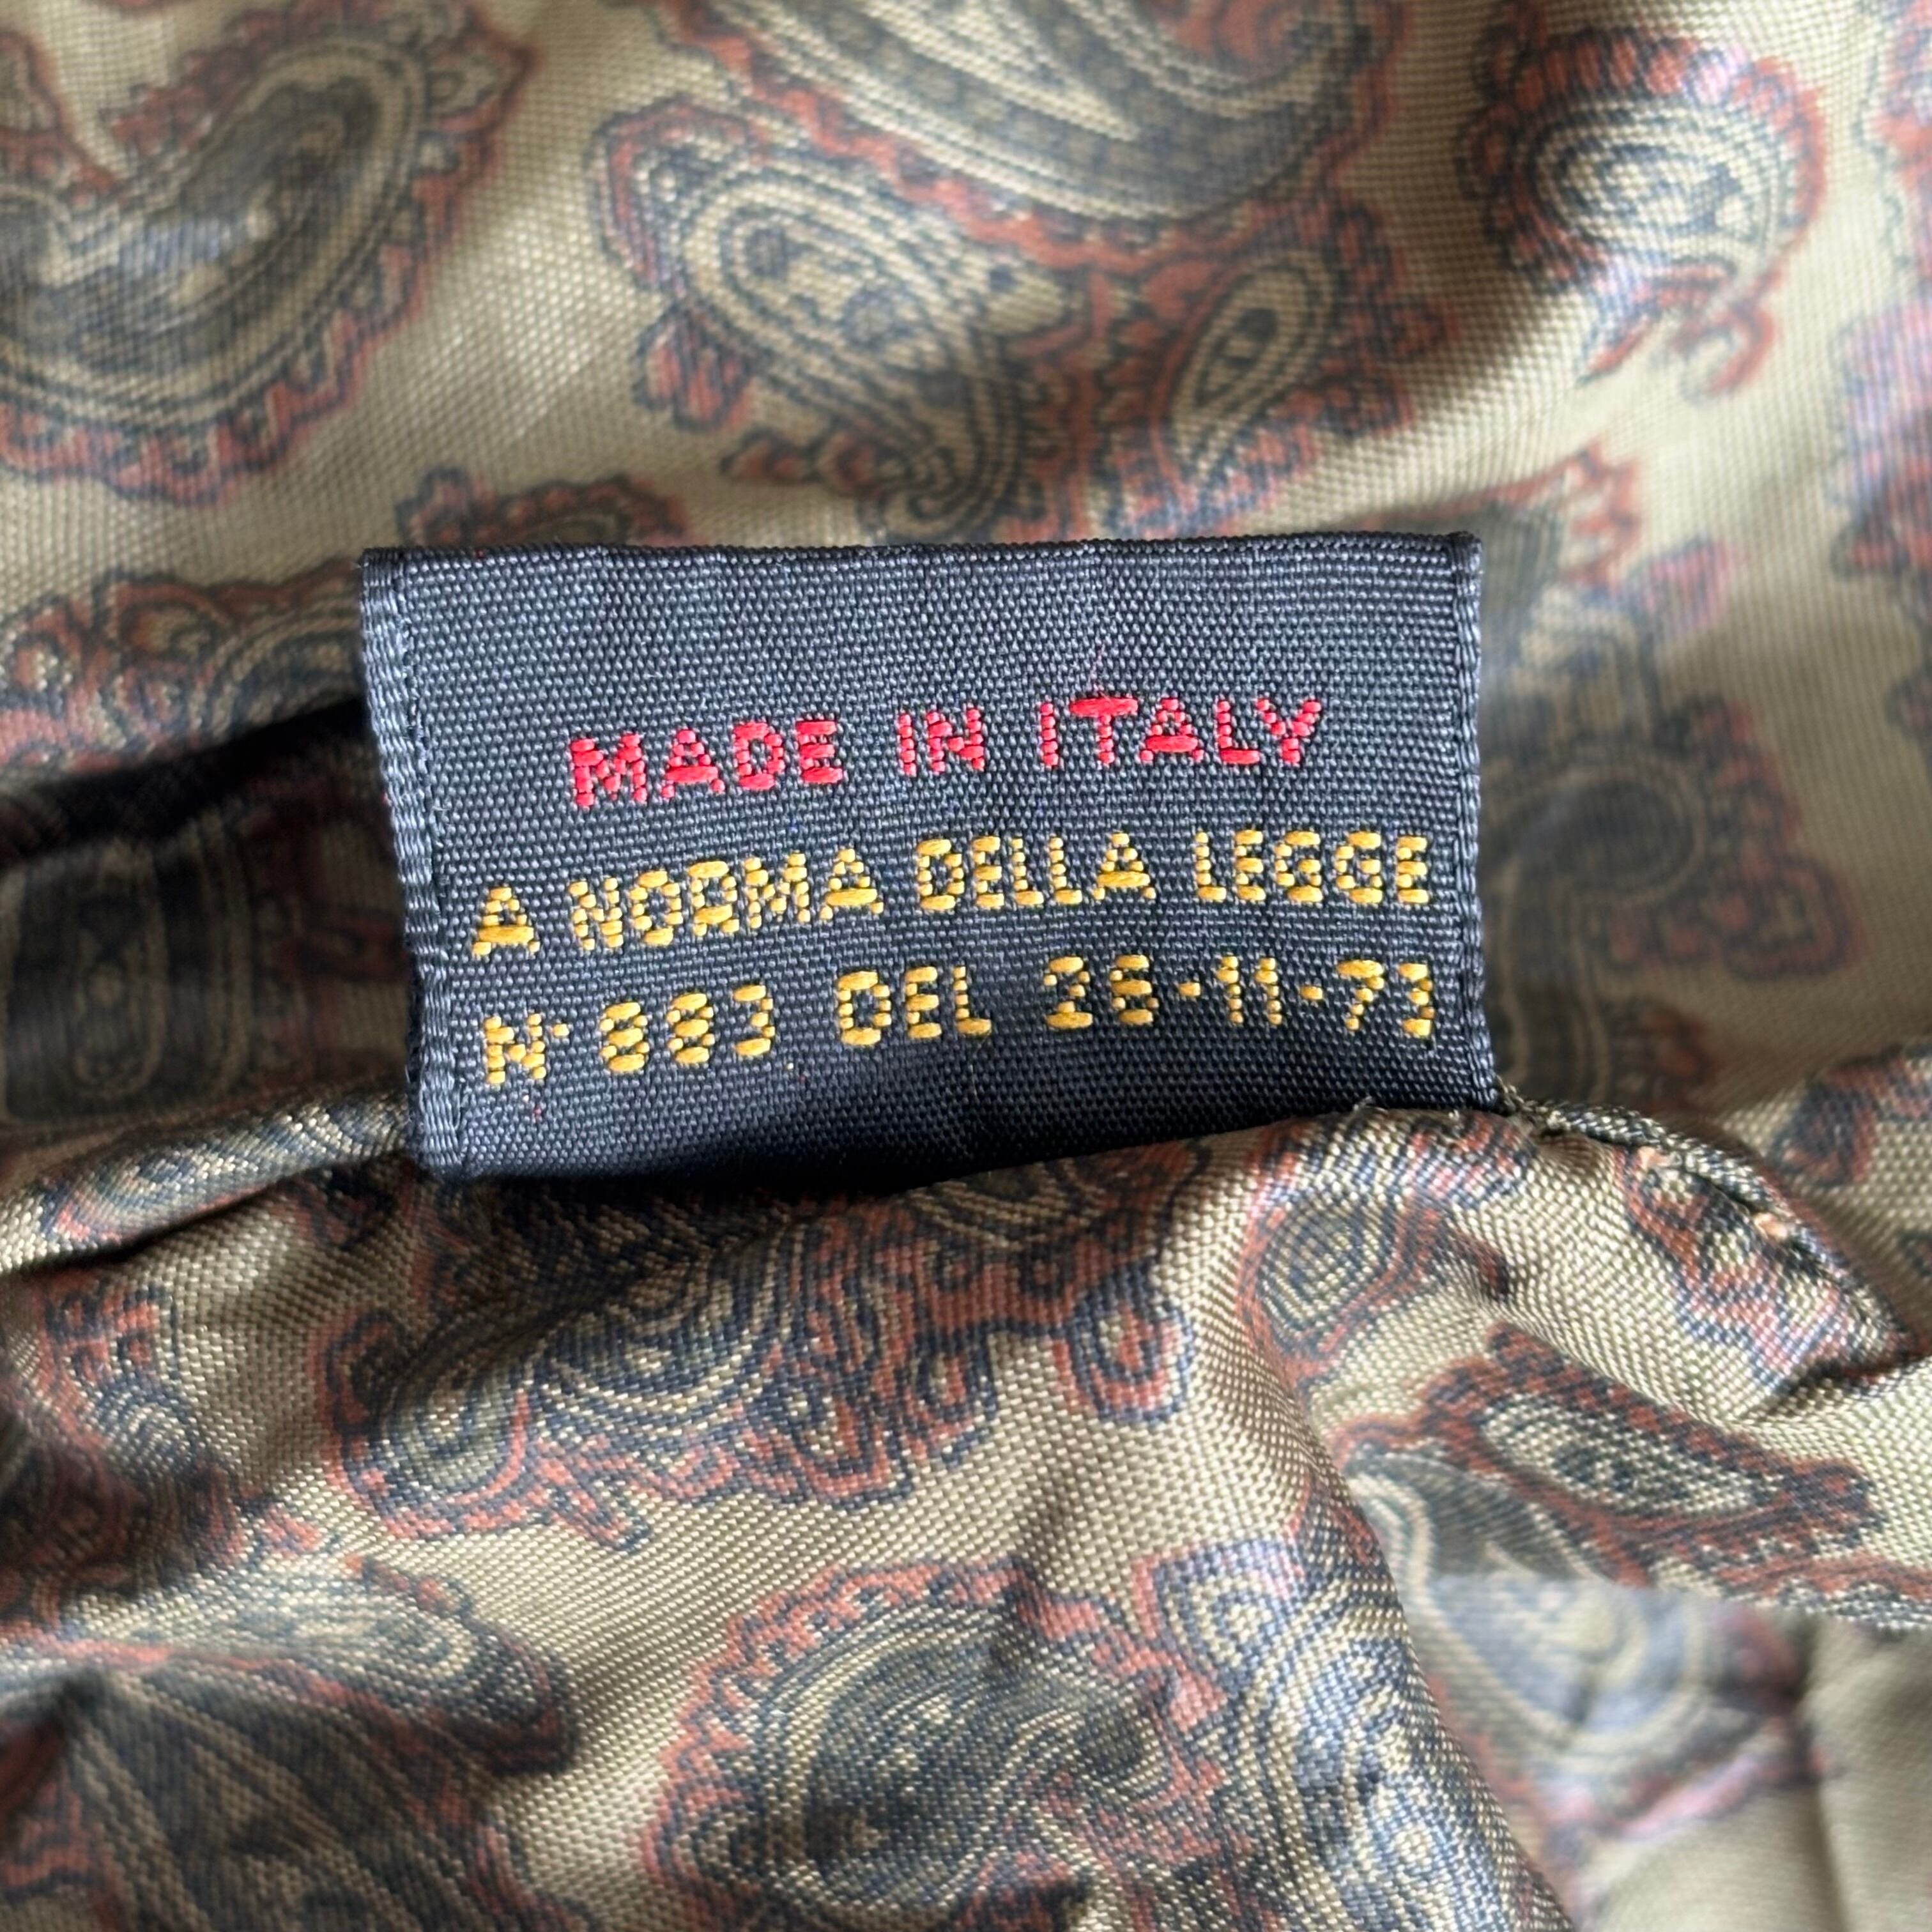 MADE IN ITALY
A NORMA DELLA LEGGE
N° 883 DEL 26-11-73